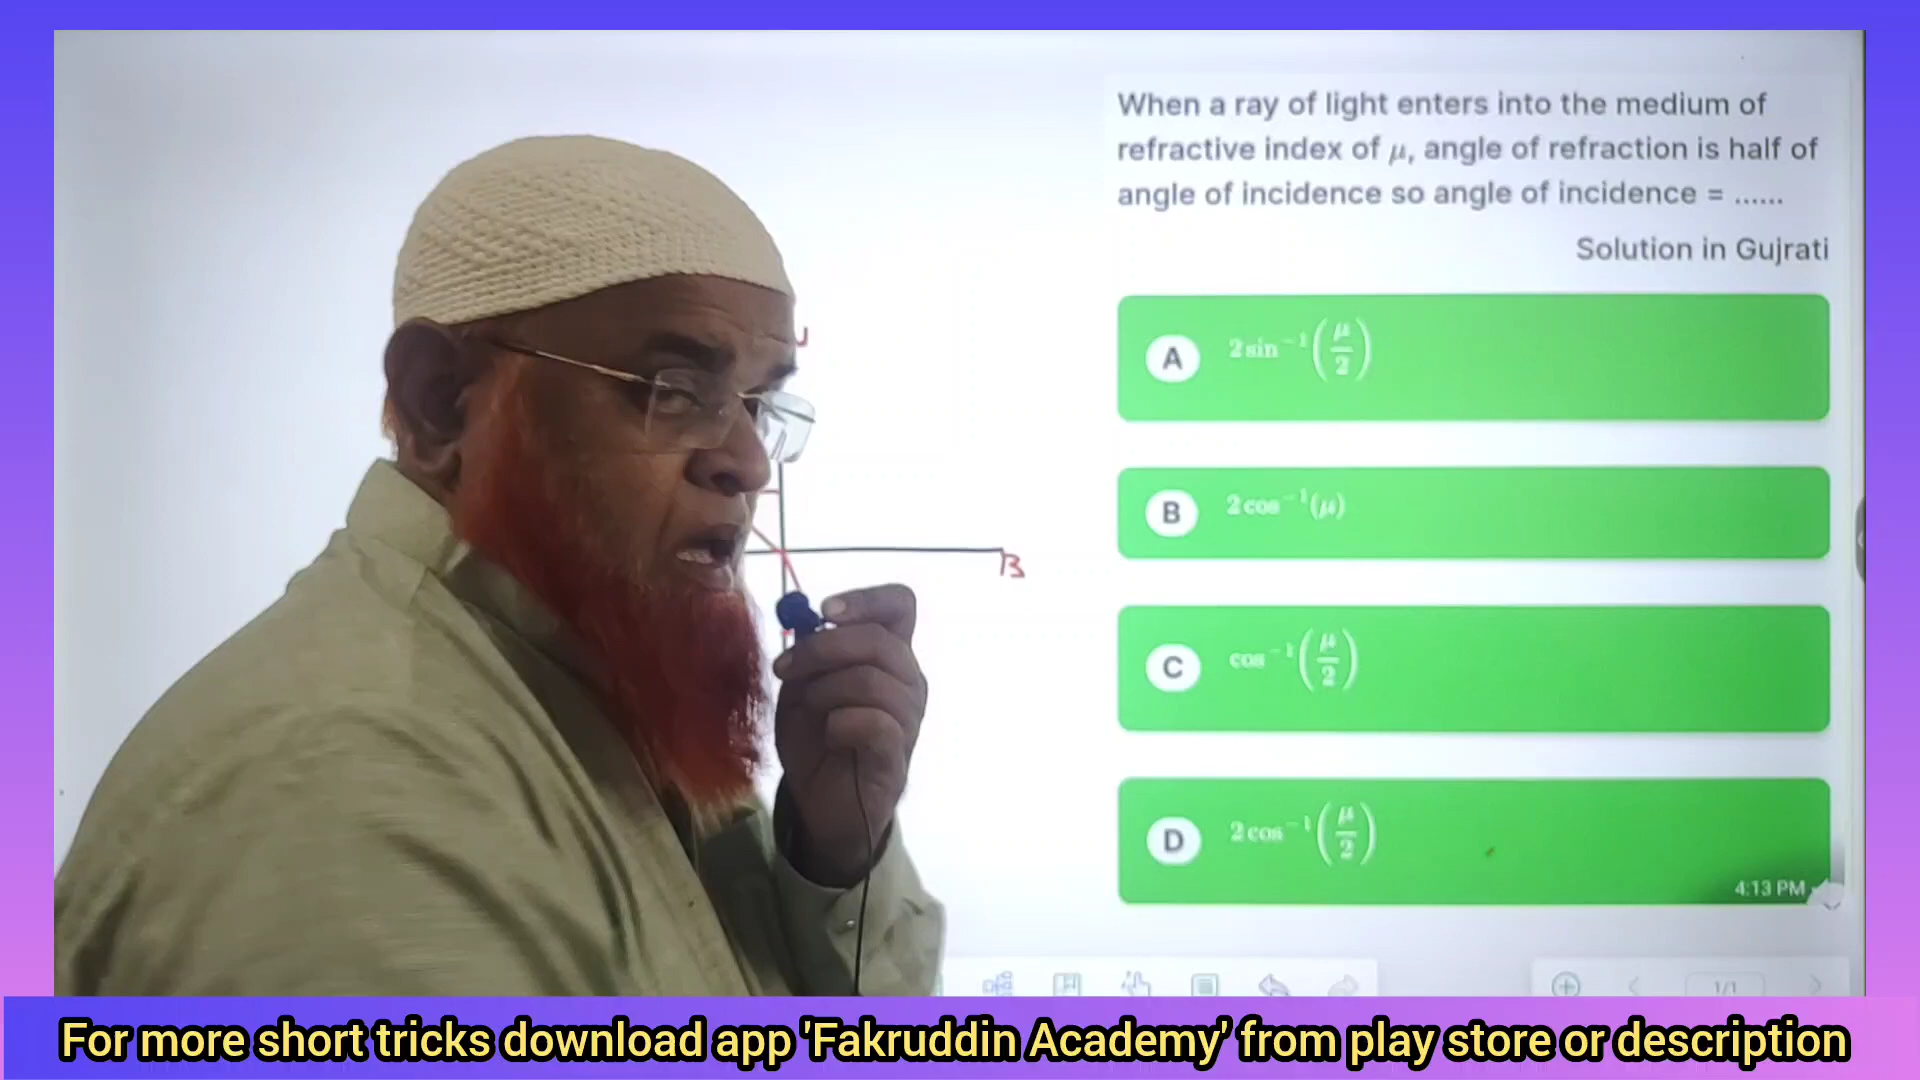 When a ray of light enters into the medium of
refractive index of μ, angle of refraction is half of
angle of incidence so angle of incidence = ......
Solution in Gujrati
A 2 sin⁻¹(μ/2)
B 2 cos⁻¹(μ)
C cos⁻¹(μ/2)
D 2 cos⁻¹(μ/2)
4:13 PM
B
1/1
For more short tricks download app 'Fakruddin Academy' from play store or description